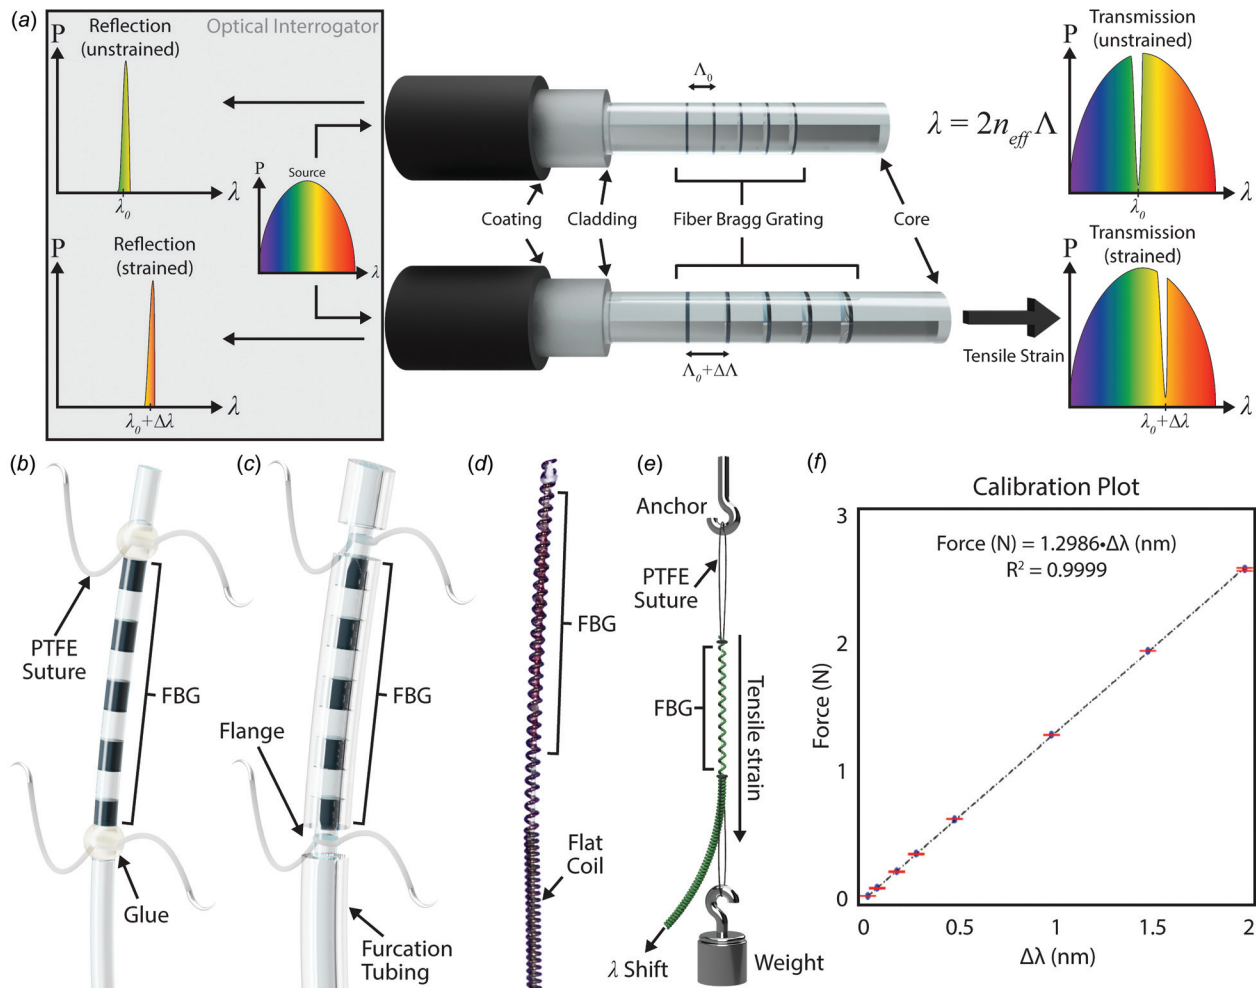 (a)
Optical Interrogator
Reflection
(unstrained)
P
λ₀
λ
P
Source
λ
Reflection
(strained)
P
λ₀+Δλ
λ
Λ₀
Coating
Cladding
Fiber Bragg Grating
Core
Λ₀+ΔΛ
λ = 2n_eff Λ
Tensile Strain
Transmission
(unstrained)
P
λ₀
λ
Transmission
(strained)
P
λ₀+Δλ
λ
(b)
PTFE
Suture
FBG
Glue
(c)
FBG
Flange
Furcation
Tubing
(d)
FBG
Flat
Coil
(e)
Anchor
PTFE
Suture
FBG
Tensile strain
λ Shift
Weight
(f)
Calibration Plot
Force (N) = 1.2986•Δλ (nm)
R² = 0.9999
Force (N)
3
2
1
0
0
0.5
1
1.5
2
Δλ (nm)